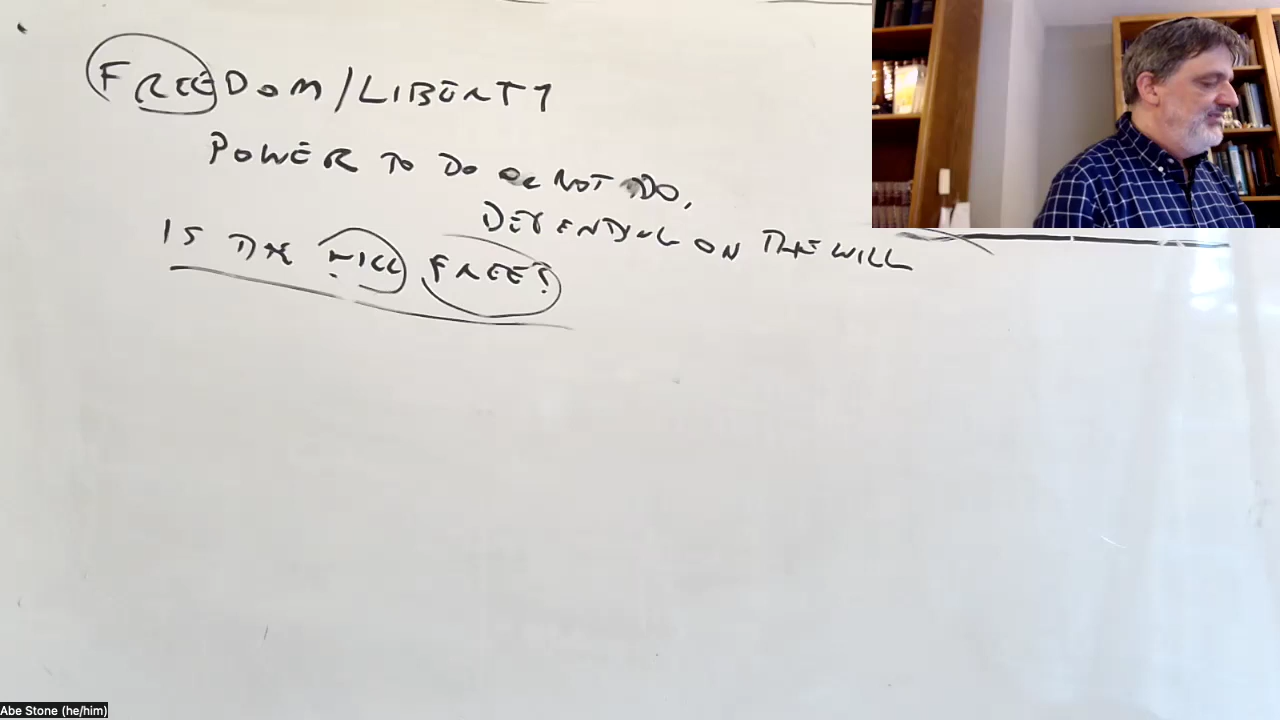 FREEDOM/LIBERTY
POWER TO DO OR NOT DO,
DEPENDING ON THE WILL
IS THE WILL FREE?
Abe Stone (he/him)